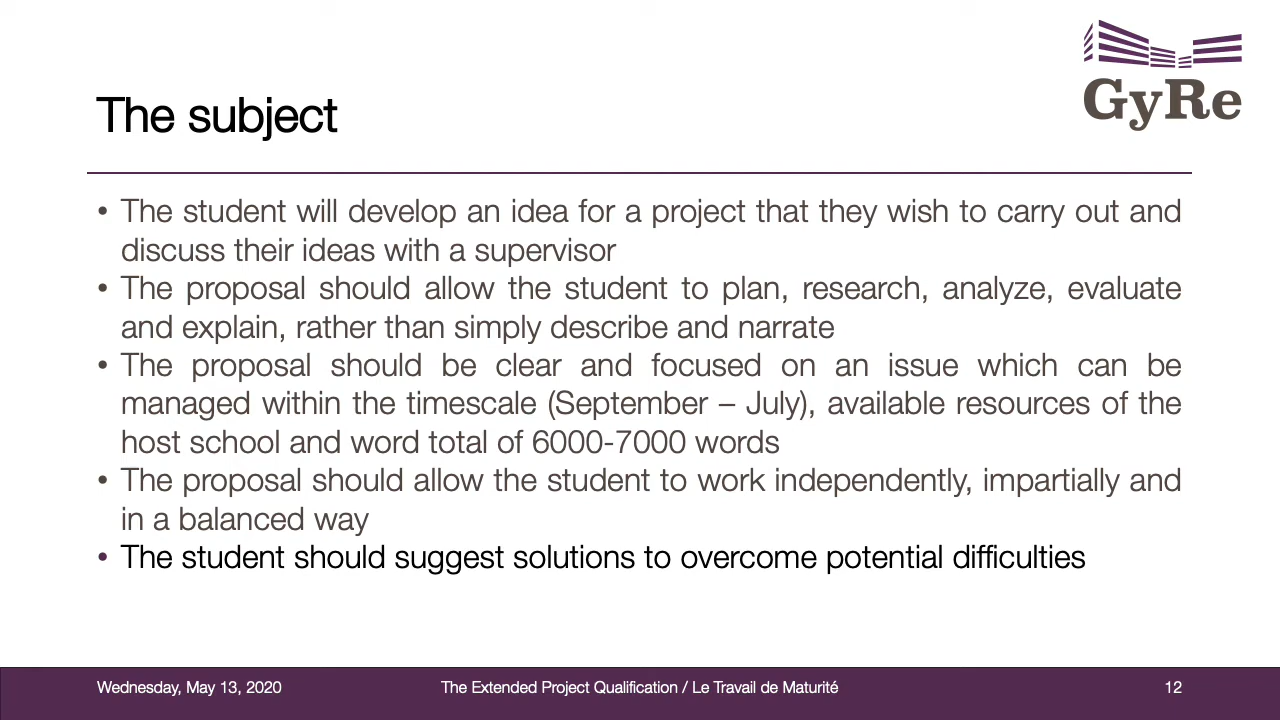 GyRe
The subject
• The student will develop an idea for a project that they wish to carry out and
discuss their ideas with a supervisor
• The proposal should allow the student to plan, research, analyze, evaluate
and explain, rather than simply describe and narrate
• The proposal should be clear and focused on an issue which can be
managed within the timescale (September – July), available resources of the
host school and word total of 6000-7000 words
• The proposal should allow the student to work independently, impartially and
in a balanced way
• The student should suggest solutions to overcome potential difficulties
Wednesday, May 13, 2020
The Extended Project Qualification / Le Travail de Maturité
12